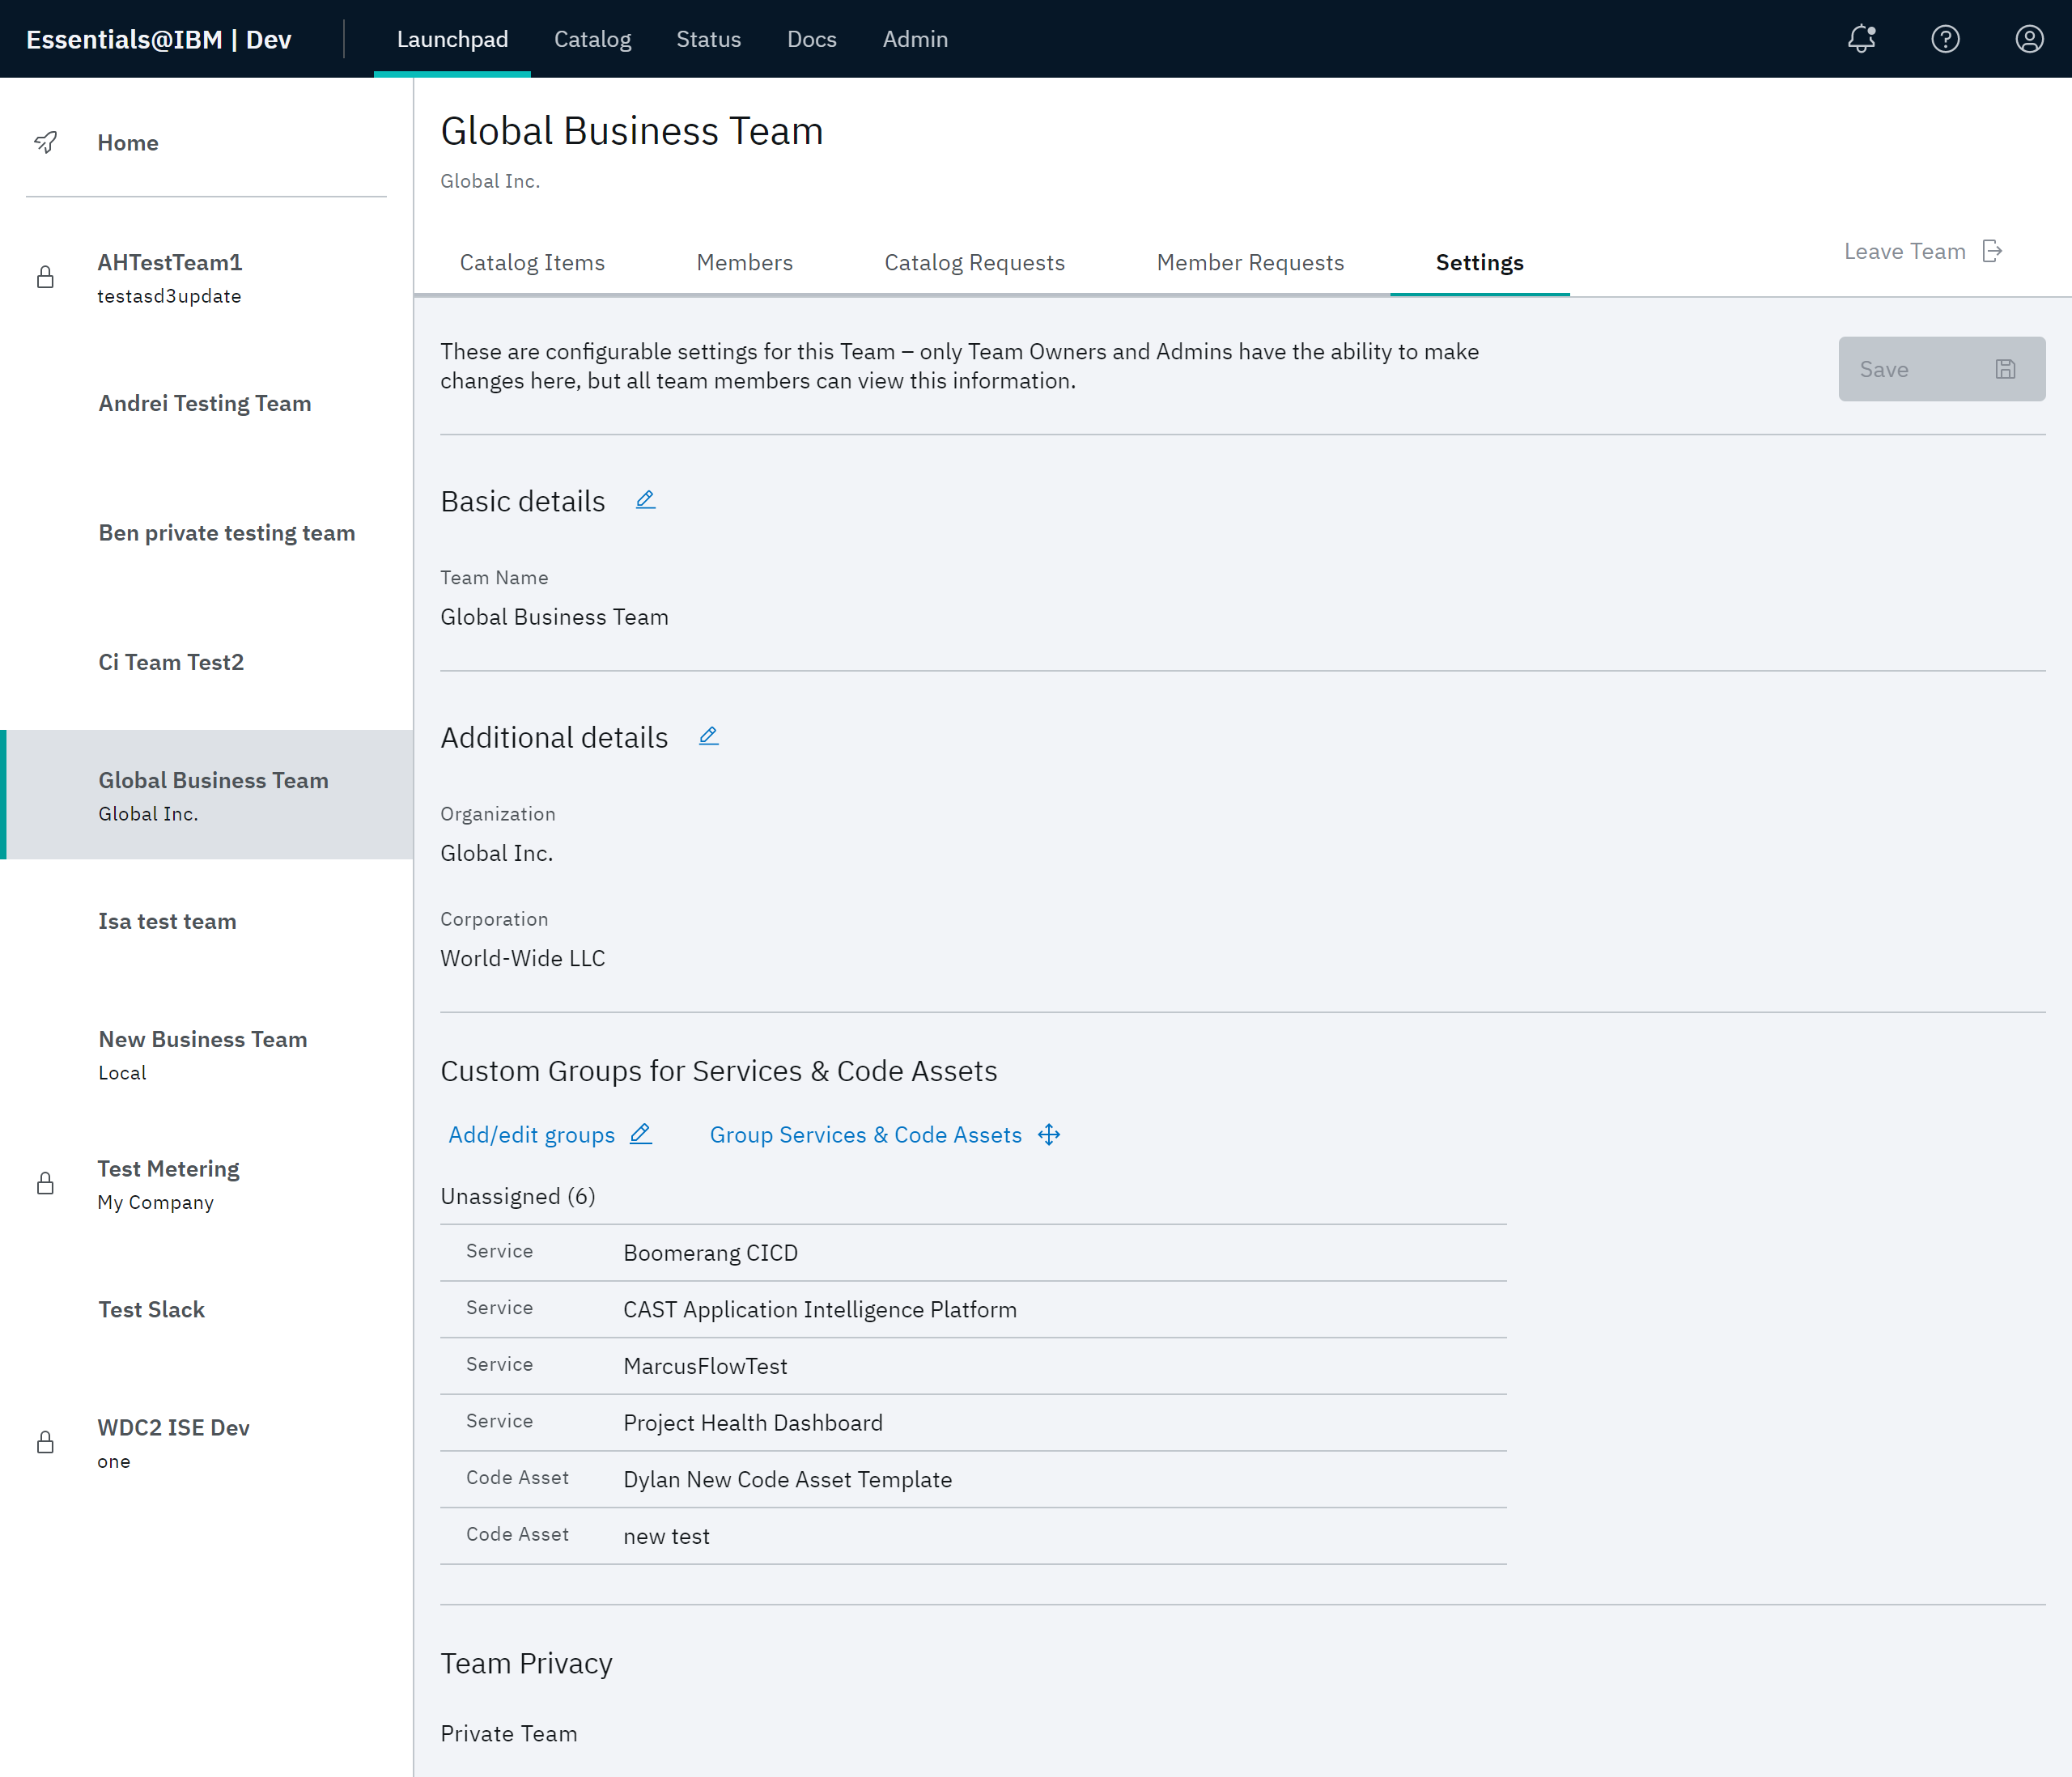 Essentials@IBM | Dev
Launchpad
Catalog
Status
Docs
Admin
Home
AHTestTeam1
testasd3update
Andrei Testing Team
Ben private testing team
Ci Team Test2
Global Business Team
Global Inc.
Isa test team
New Business Team
Local
Test Metering
My Company
Test Slack
WDC2 ISE Dev
one
Global Business Team
Global Inc.
Catalog Items
Members
Catalog Requests
Member Requests
Settings
Leave Team
These are configurable settings for this Team – only Team Owners and Admins have the ability to make
changes here, but all team members can view this information.
Save
Basic details
Team Name
Global Business Team
Additional details
Organization
Global Inc.
Corporation
World-Wide LLC
Custom Groups for Services & Code Assets
Add/edit groups
Group Services & Code Assets
Unassigned (6)
Service Boomerang CICD
Service CAST Application Intelligence Platform
Service MarcusFlowTest
Service Project Health Dashboard
Code Asset Dylan New Code Asset Template
Code Asset new test
Team Privacy
Private Team